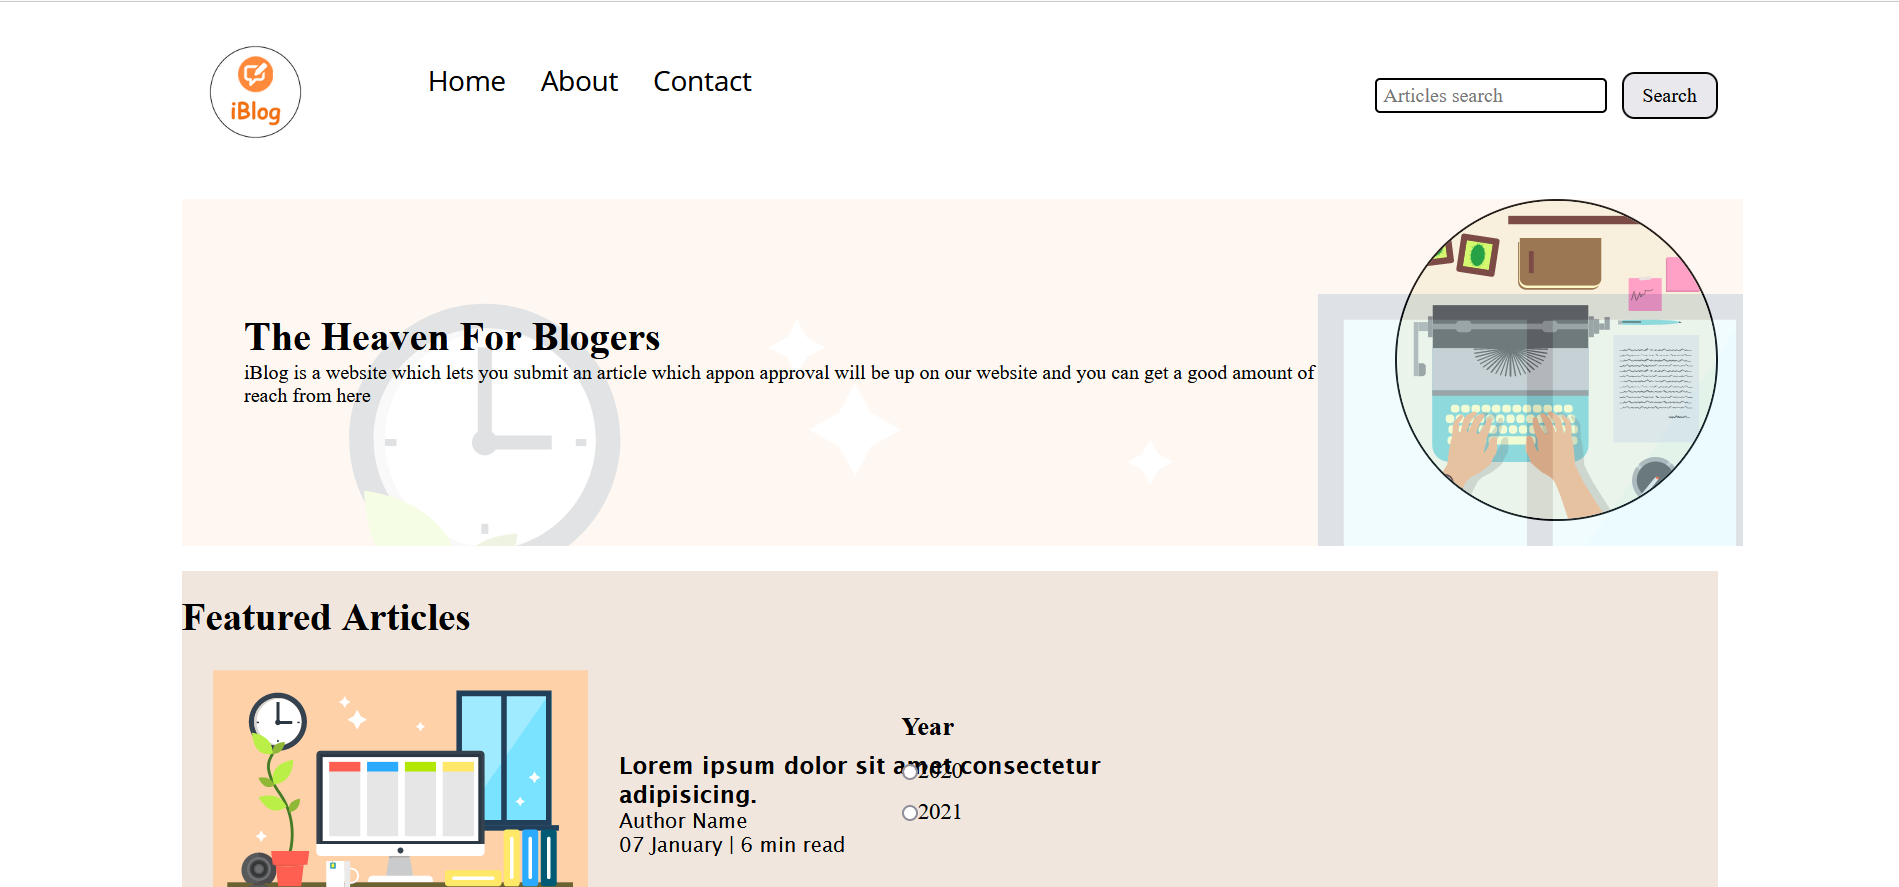 iBlog
Home About Contact
Articles search
Search
The Heaven For Blogers
iBlog is a website which lets you submit an article which appon approval will be up on our website and you can get a good amount of
reach from here
Featured Articles
Year
Lorem ipsum dolor sit amet consectetur
2020
adipisicing.
2021
Author Name
07 January | 6 min read